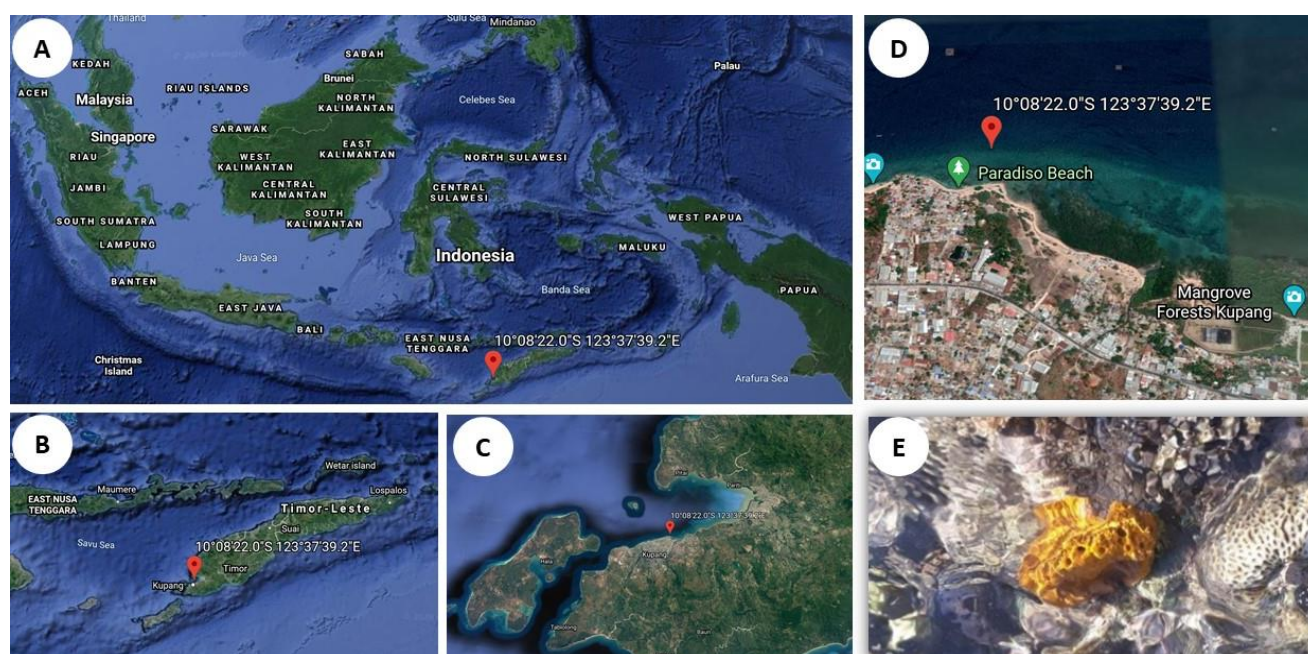 A
Thailand
KEDAH
ACEH
Malaysia
RIAU ISLANDS
Singapore
RIAU
JAMBI
SOUTH SUMATRA
LAMPUNG
BANTEN
Java Sea
EAST JAVA
BALI
Christmas
Island
SABAH
Brunei
NORTH
KALIMANTAN
SARAWAK
WEST
KALIMANTAN
EAST
KALIMANTAN
CENTRAL
KALIMANTAN
SOUTH
KALIMANTAN
Sulu Sea
Mindanao
Celebes Sea
Palau
NORTH SULAWESI
CENTRAL
SULAWESI
Indonesia
MALUKU
WEST PAPUA
Banda Sea
PAPUA
EAST NUSA
TENGGARA
10°08'22.0"S 123°37'39.2"E
Arafura Sea
D
10°08'22.0"S 123°37'39.2"E
Paradiso Beach
Mangrove
Forests Kupang
B
Wetar island
Maumere
Lospalos
EAST NUSA
TENGGARA
Timor-Leste
Suai
Savu Sea
10°08'22.0"S 123°37'39.2"E
Timor
Kupang
C
10°08'22.0"S 123°37'39.2"E
Kupang
Hansi
Tablolong
Baun
E